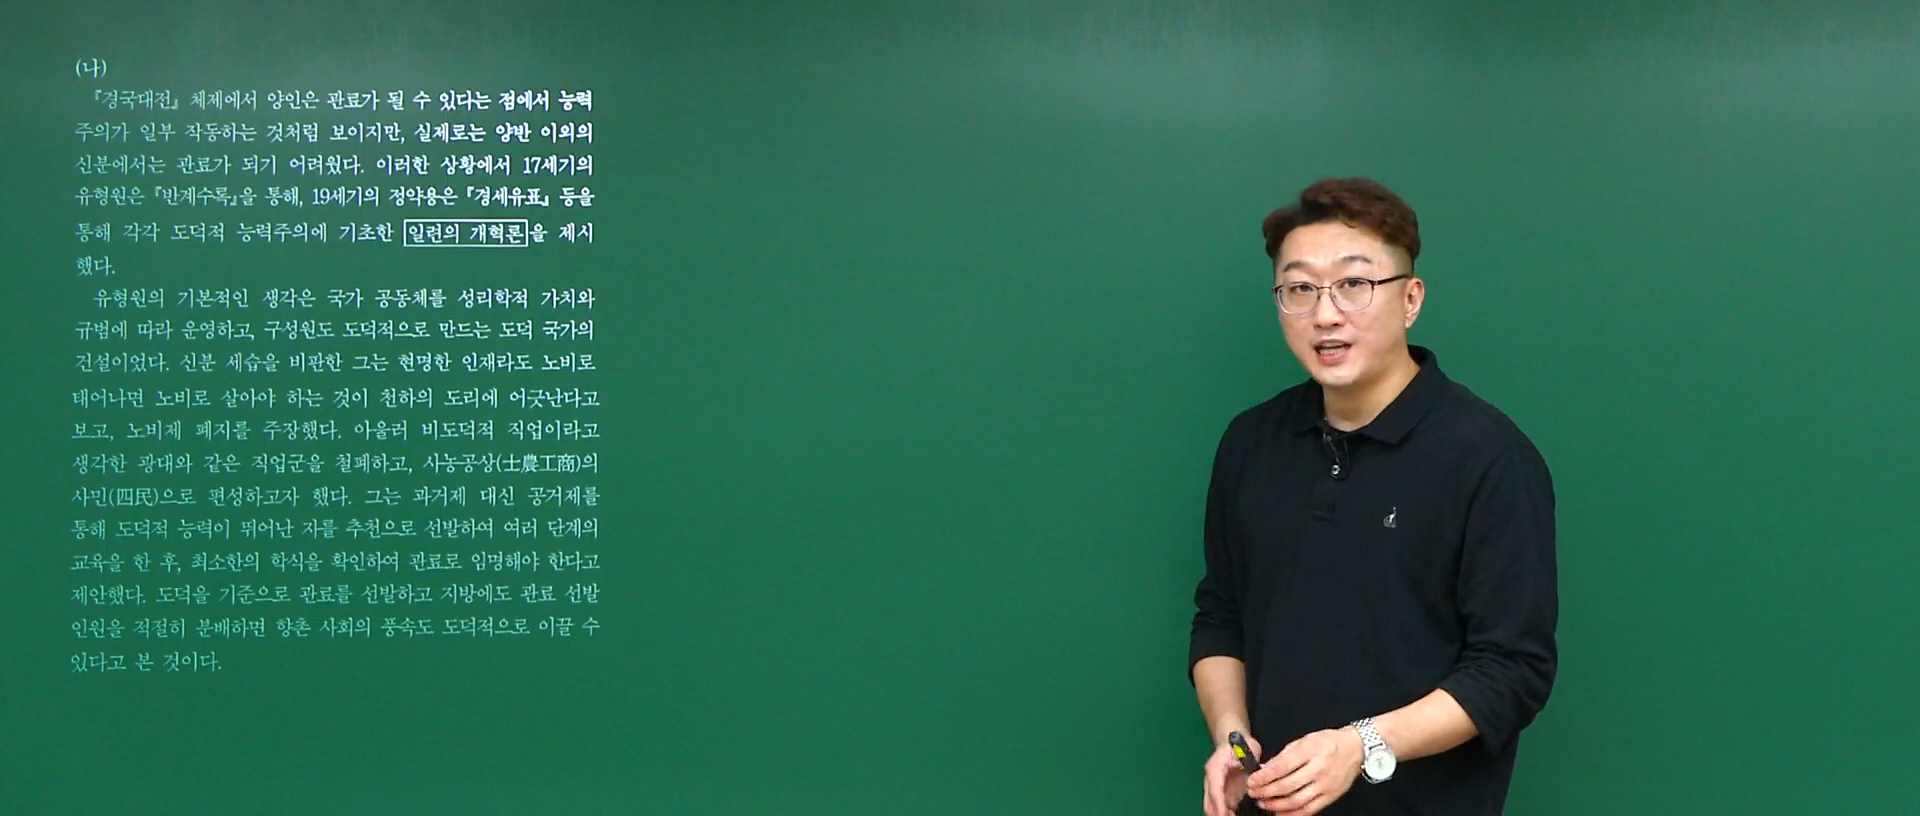 (나)
『경국대전』 체제에서 양인은 관료가 될 수 있다는 점에서 능력
주의가 일부 작동하는 것처럼 보이지만, 실제로는 양반 이외의
신분에서는 관료가 되기 어려웠다. 이러한 상황에서 17세기의
유형원은 『반계수록』을 통해, 19세기의 정약용은 『경세유표』 등을
통해 각각 도덕적 능력주의에 기초한 일련의 개혁론을 제시
했다.
유형원의 기본적인 생각은 국가 공동체를 성리학적 가치와
규범에 따라 운영하고, 구성원도 도덕적으로 만드는 도덕 국가의
건설이었다. 신분 세습을 비판한 그는 현명한 인재라도 노비로
태어나면 노비로 살아야 하는 것이 천하의 도리에 어긋난다고
보고, 노비제 폐지를 주장했다. 아울러 비도덕적 직업이라고
생각한 광대와 같은 직업군을 철폐하고, 사농공상(士農工商)의
사민(四民)으로 편성하고자 했다. 그는 과거제 대신 공거제를
통해 도덕적 능력이 뛰어난 자를 추천으로 선발하여 여러 단계의
교육을 한 후, 최소한의 학식을 확인하여 관료로 임명해야 한다고
제안했다. 도덕을 기준으로 관료를 선발하고 지방에도 관료 선발
인원을 적절히 분배하면 향촌 사회의 풍속도 도덕적으로 이끌 수
있다고 본 것이다.